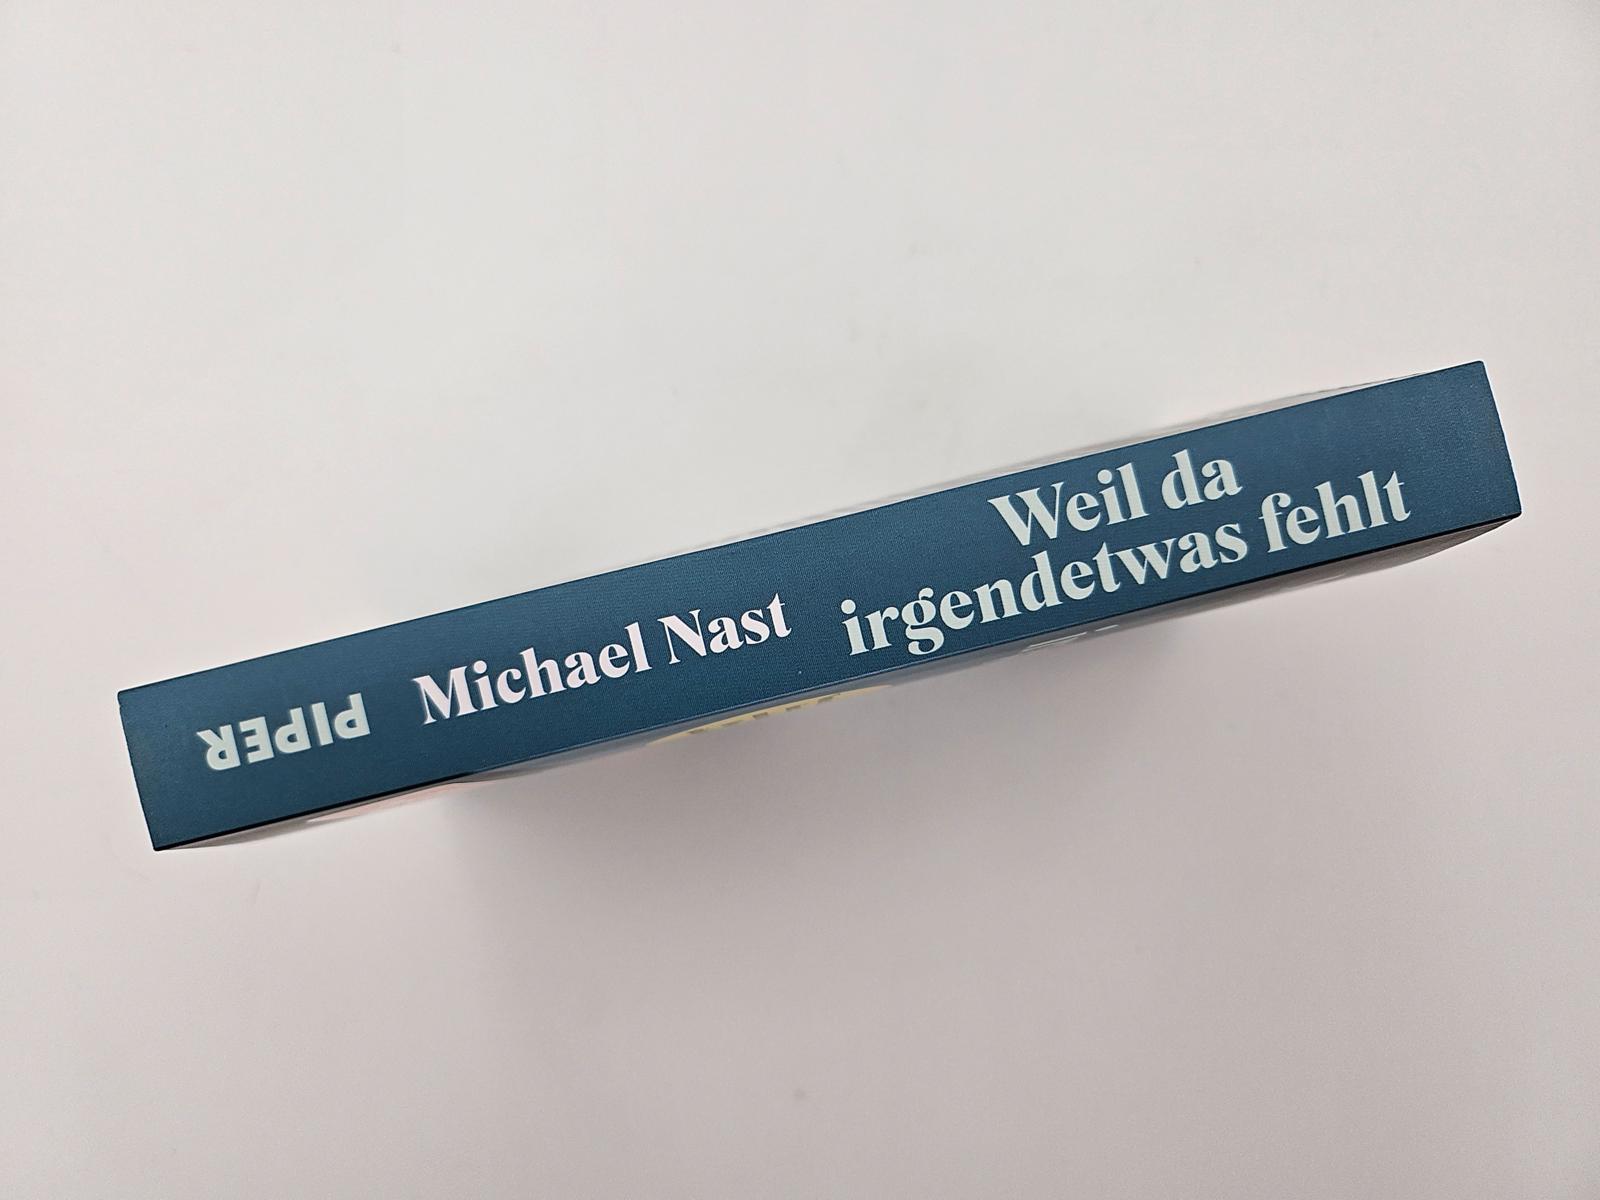 PIPER
Michael Nast
Weil da
irgendetwas fehlt